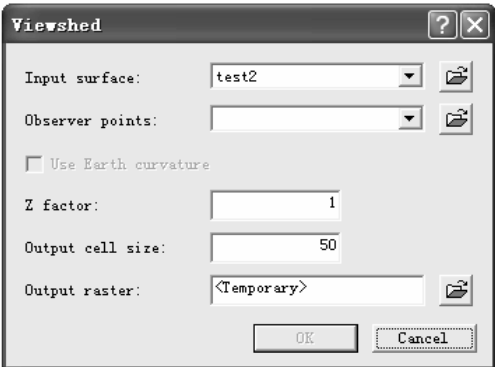 Viewshed
Input surface: test2
Observer points:
Use Earth curvature
Z factor: 1
Output cell size: 50
Output raster: <Temporary>
OK Cancel